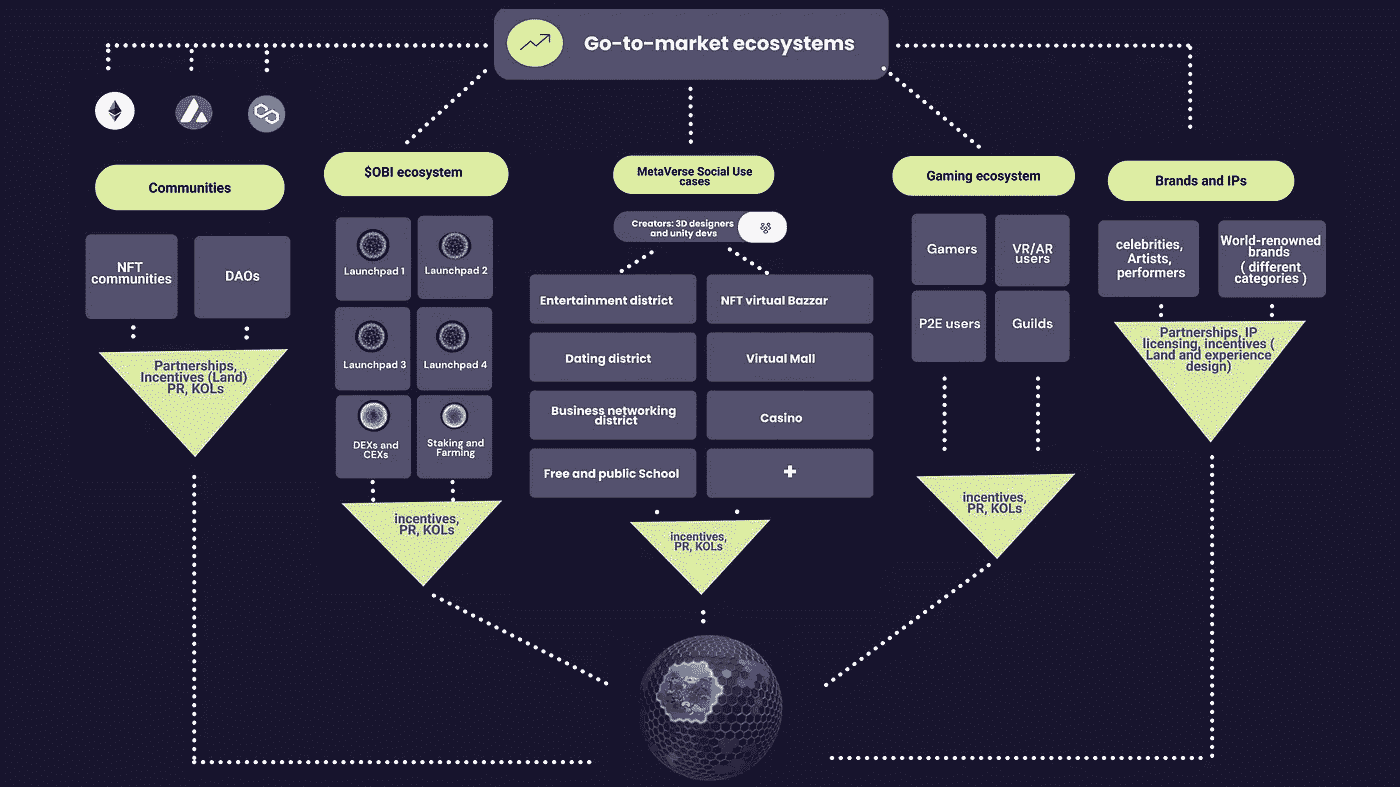 Go-to-market ecosystems
Communities
NFT
communities
DAOs
Partnerships,
Incentives (Land)
PR, KOLs
$OBI ecosystem
Launchpad 1
Launchpad 2
Launchpad 3
Launchpad 4
DEXs and
CEXs
Staking and
Farming
incentives,
PR, KOLs
MetaVerse Social Use
cases
Creators: 3D designers
and unity devs
Entertainment district
NFT virtual Bazzar
Dating district
Virtual Mall
Business networking
district
Casino
Free and public School
+
incentives,
PR, KOLs
Gaming ecosystem
Gamers
VR/AR
users
P2E users
Guilds
incentives,
PR, KOLs
Brands and IPs
celebrities,
Artists,
performers
World-renowned
brands
( different
categories )
Partnerships, IP
licensing, incentives (
Land and experience
design)